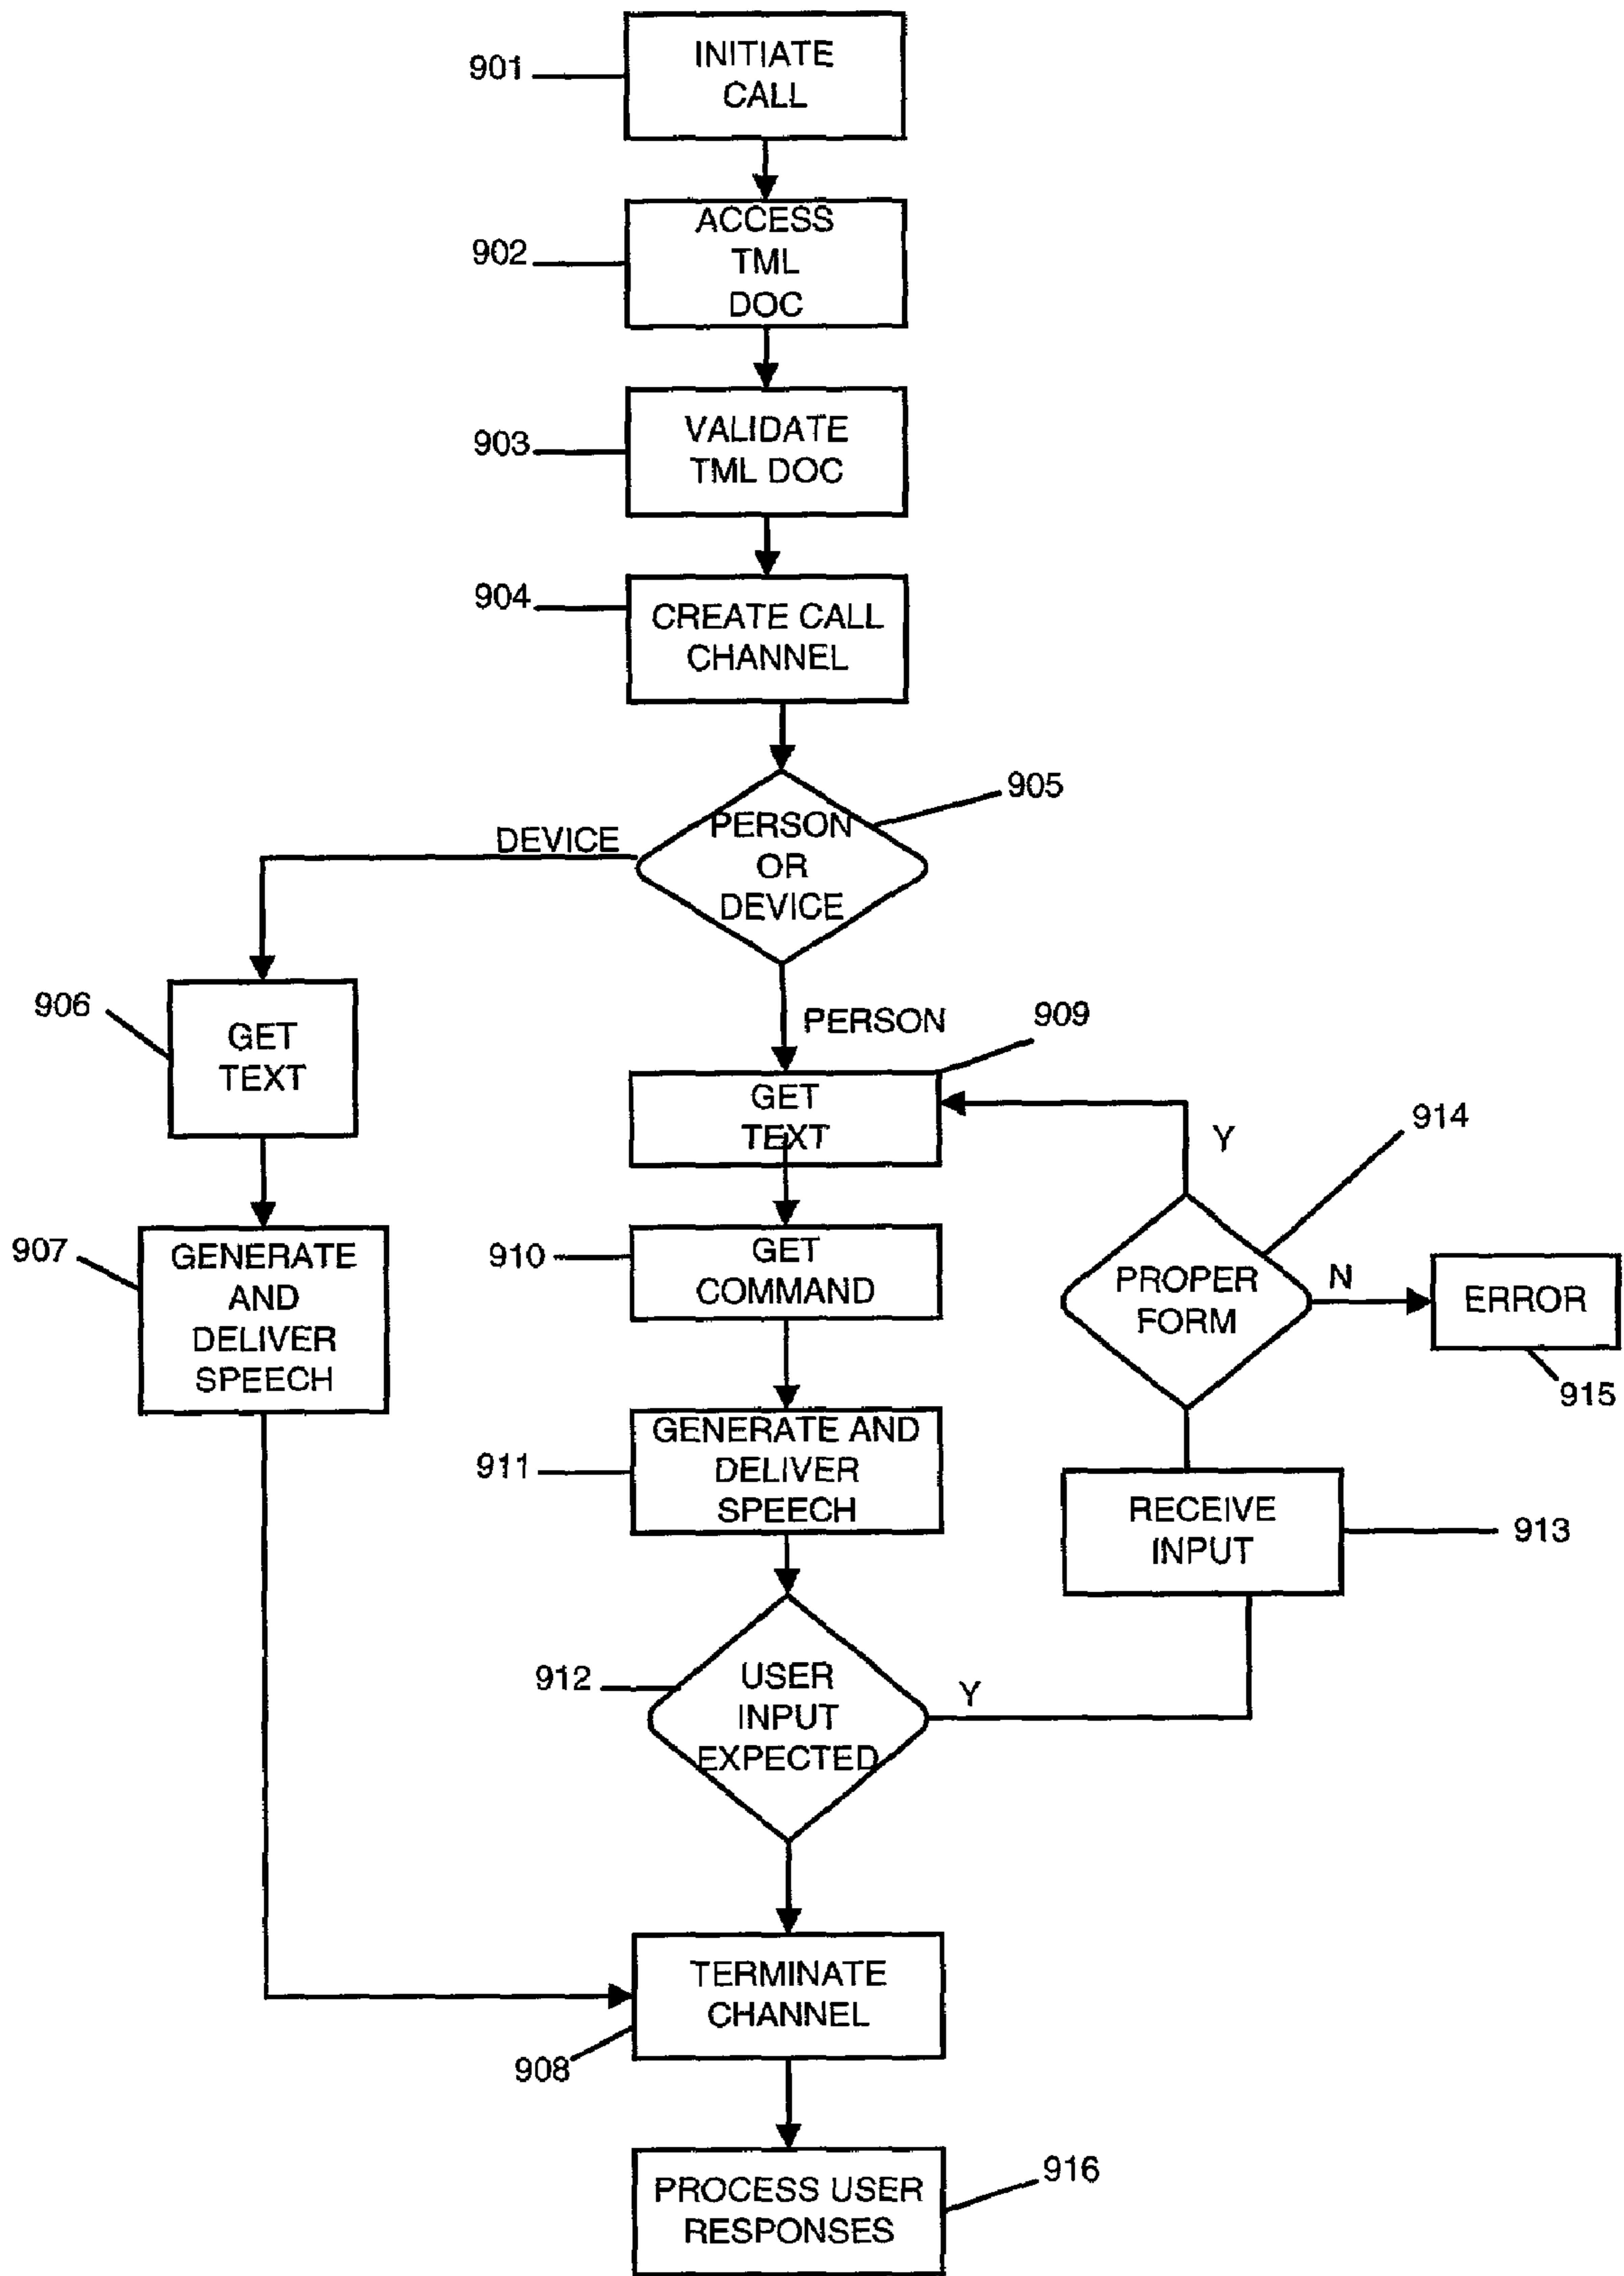 901
INITIATE
CALL
902
ACCESS
TML
DOC
903
VALIDATE
TML DOC
904
CREATE CALL
CHANNEL
905
PERSON
OR
DEVICE
DEVICE
PERSON
906
GET
TEXT
907
GENERATE
AND
DELIVER
SPEECH
909
GET
TEXT
910
GET
COMMAND
911
GENERATE AND
DELIVER
SPEECH
912
USER
INPUT
EXPECTED
Y
913
RECEIVE
INPUT
914
PROPER
FORM
Y
N
ERROR
915
TERMINATE
CHANNEL
908
PROCESS USER
RESPONSES
916